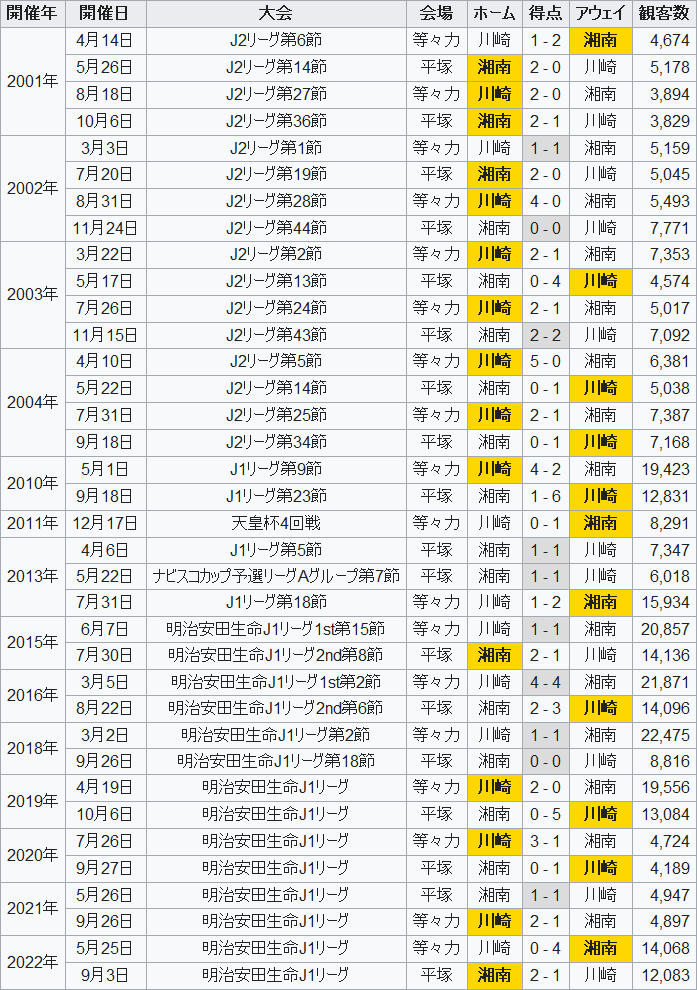 開催年 開催日 大会 会場 ホーム 得点 アウェイ 観客数
2001年 4月14日 J2リーグ第6節 等々力 川崎 1 - 2 湘南 4,674
5月26日 J2リーグ第14節 平塚 湘南 2 - 0 川崎 5,178
8月18日 J2リーグ第27節 等々力 川崎 2 - 0 湘南 3,894
10月6日 J2リーグ第36節 平塚 湘南 2 - 1 川崎 3,829
2002年 3月3日 J2リーグ第1節 等々力 川崎 1 - 1 湘南 5,159
7月20日 J2リーグ第19節 平塚 湘南 2 - 0 川崎 5,045
8月31日 J2リーグ第28節 等々力 川崎 4 - 0 湘南 5,493
11月24日 J2リーグ第44節 平塚 湘南 0 - 0 川崎 7,771
2003年 3月22日 J2リーグ第2節 等々力 川崎 2 - 1 湘南 7,353
5月17日 J2リーグ第13節 平塚 湘南 0 - 4 川崎 4,574
7月26日 J2リーグ第24節 等々力 川崎 2 - 1 湘南 5,017
11月15日 J2リーグ第43節 平塚 湘南 2 - 2 川崎 7,092
2004年 4月10日 J2リーグ第5節 等々力 川崎 5 - 0 湘南 6,381
5月22日 J2リーグ第14節 平塚 湘南 0 - 1 川崎 5,038
7月31日 J2リーグ第25節 等々力 川崎 2 - 1 湘南 7,387
9月18日 J2リーグ第34節 平塚 湘南 0 - 1 川崎 7,168
2010年 5月1日 J1リーグ第9節 等々力 川崎 4 - 2 湘南 19,423
9月18日 J1リーグ第23節 平塚 湘南 1 - 6 川崎 12,831
2011年 12月17日 天皇杯4回戦 等々力 川崎 0 - 1 湘南 8,291
2013年 4月6日 J1リーグ第5節 平塚 湘南 1 - 1 川崎 7,347
5月22日 ナビスコカップ予選リーグAグループ第7節 平塚 湘南 1 - 1 川崎 6,018
7月31日 J1リーグ第18節 等々力 川崎 1 - 2 湘南 15,934
2015年 6月7日 明治安田生命J1リーグ1st第15節 等々力 川崎 1 - 1 湘南 20,857
7月30日 明治安田生命J1リーグ2nd第8節 平塚 湘南 2 - 1 川崎 14,136
2016年 3月5日 明治安田生命J1リーグ1st第2節 等々力 川崎 4 - 4 湘南 21,871
8月22日 明治安田生命J1リーグ2nd第6節 平塚 湘南 2 - 3 川崎 14,096
2018年 3月2日 明治安田生命J1リーグ第2節 等々力 川崎 1 - 1 湘南 22,475
9月26日 明治安田生命J1リーグ第18節 平塚 湘南 0 - 0 川崎 8,816
2019年 4月19日 明治安田生命J1リーグ 等々力 川崎 2 - 0 湘南 19,556
10月6日 明治安田生命J1リーグ 平塚 湘南 0 - 5 川崎 13,084
2020年 7月26日 明治安田生命J1リーグ 等々力 川崎 3 - 1 湘南 4,724
9月27日 明治安田生命J1リーグ 平塚 湘南 0 - 1 川崎 4,189
2021年 5月26日 明治安田生命J1リーグ 平塚 湘南 1 - 1 川崎 4,947
9月26日 明治安田生命J1リーグ 等々力 川崎 2 - 1 湘南 4,897
2022年 5月25日 明治安田生命J1リーグ 等々力 川崎 0 - 4 湘南 14,068
9月3日 明治安田生命J1リーグ 平塚 湘南 2 - 1 川崎 12,083